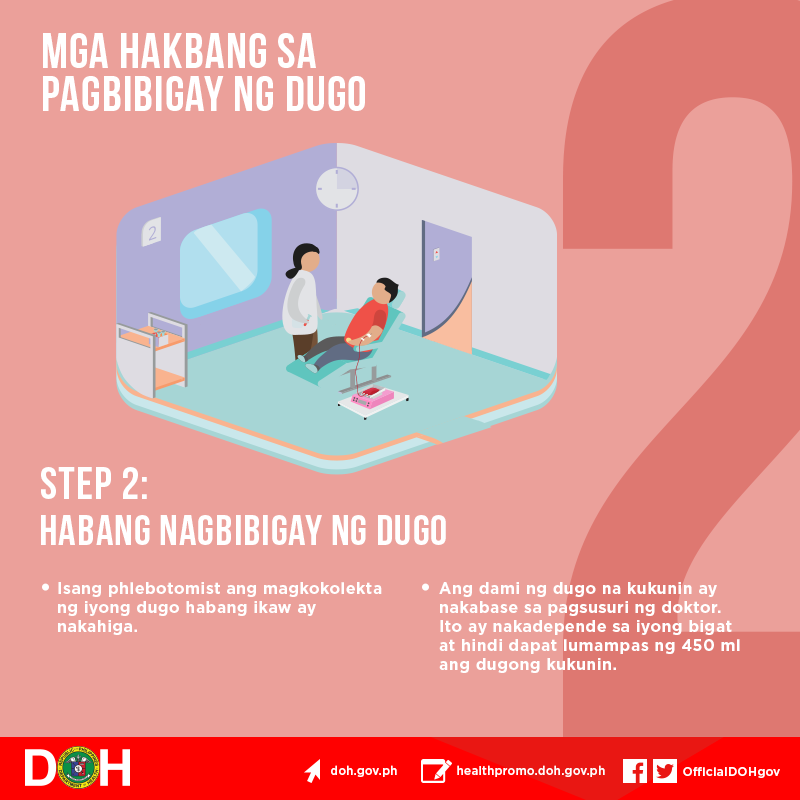 MGA HAKBANG SA
PAGBIBIGAY NG DUGO
2
STEP 2:
HABANG NAGBIBIGAY NG DUGO
• Isang phlebotomist ang magkokolekta
ng iyong dugo habang ikaw ay
nakahiga.
• Ang dami ng dugo na kukunin ay
nakabase sa pagsusuri ng doktor.
Ito ay nakadepende sa iyong bigat
at hindi dapat lumampas ng 450 ml
ang dugong kukunin.
2
DOH
doh.gov.ph
healthpromo.doh.gov.ph
OfficialDOHgov